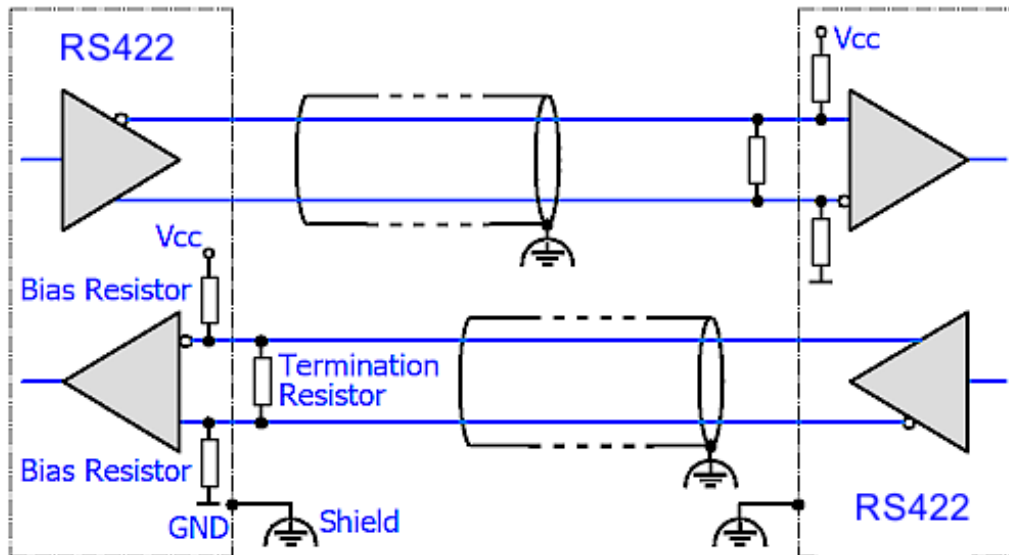 RS422
Vcc
Vcc
Bias Resistor
Termination
Resistor
Bias Resistor
GND
Shield
RS422